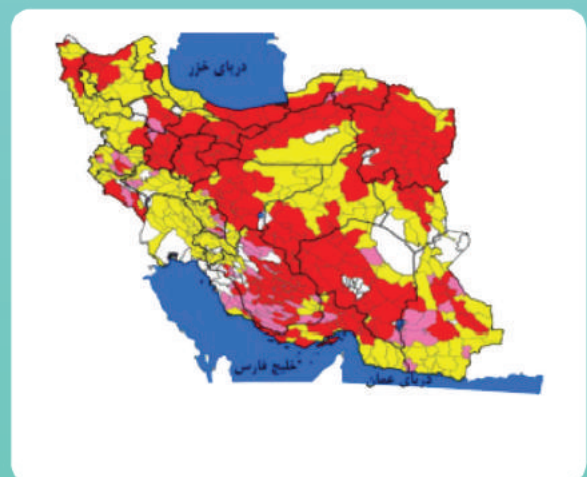 دریای خزر
خلیج فارس
دریای عمان